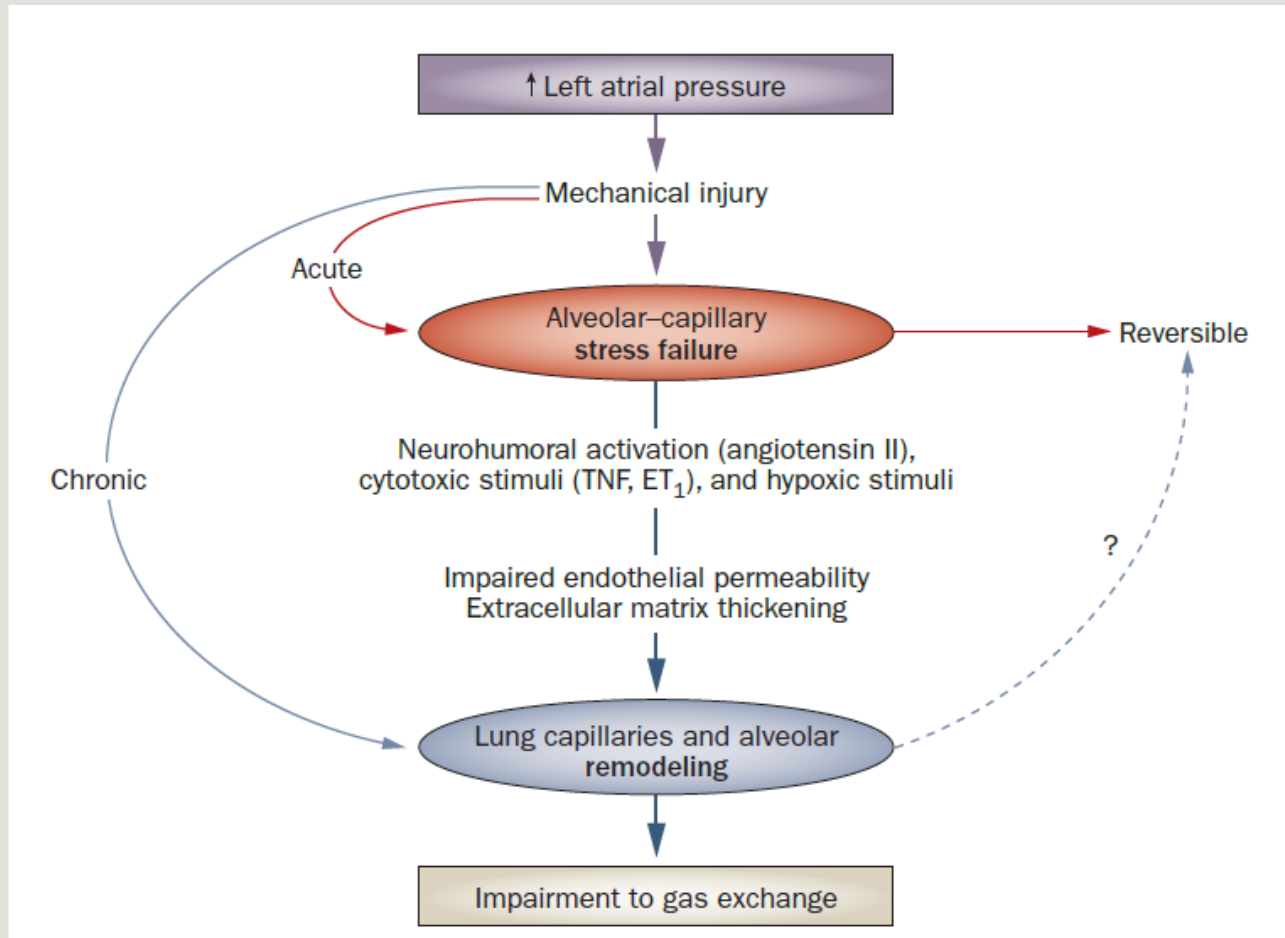 ↑ Left atrial pressure
Mechanical injury
Acute
Alveolar–capillary
stress failure
Reversible
Neurohumoral activation (angiotensin II),
cytotoxic stimuli (TNF, ET₁), and hypoxic stimuli
Chronic
?
Impaired endothelial permeability
Extracellular matrix thickening
Lung capillaries and alveolar
remodeling
Impairment to gas exchange